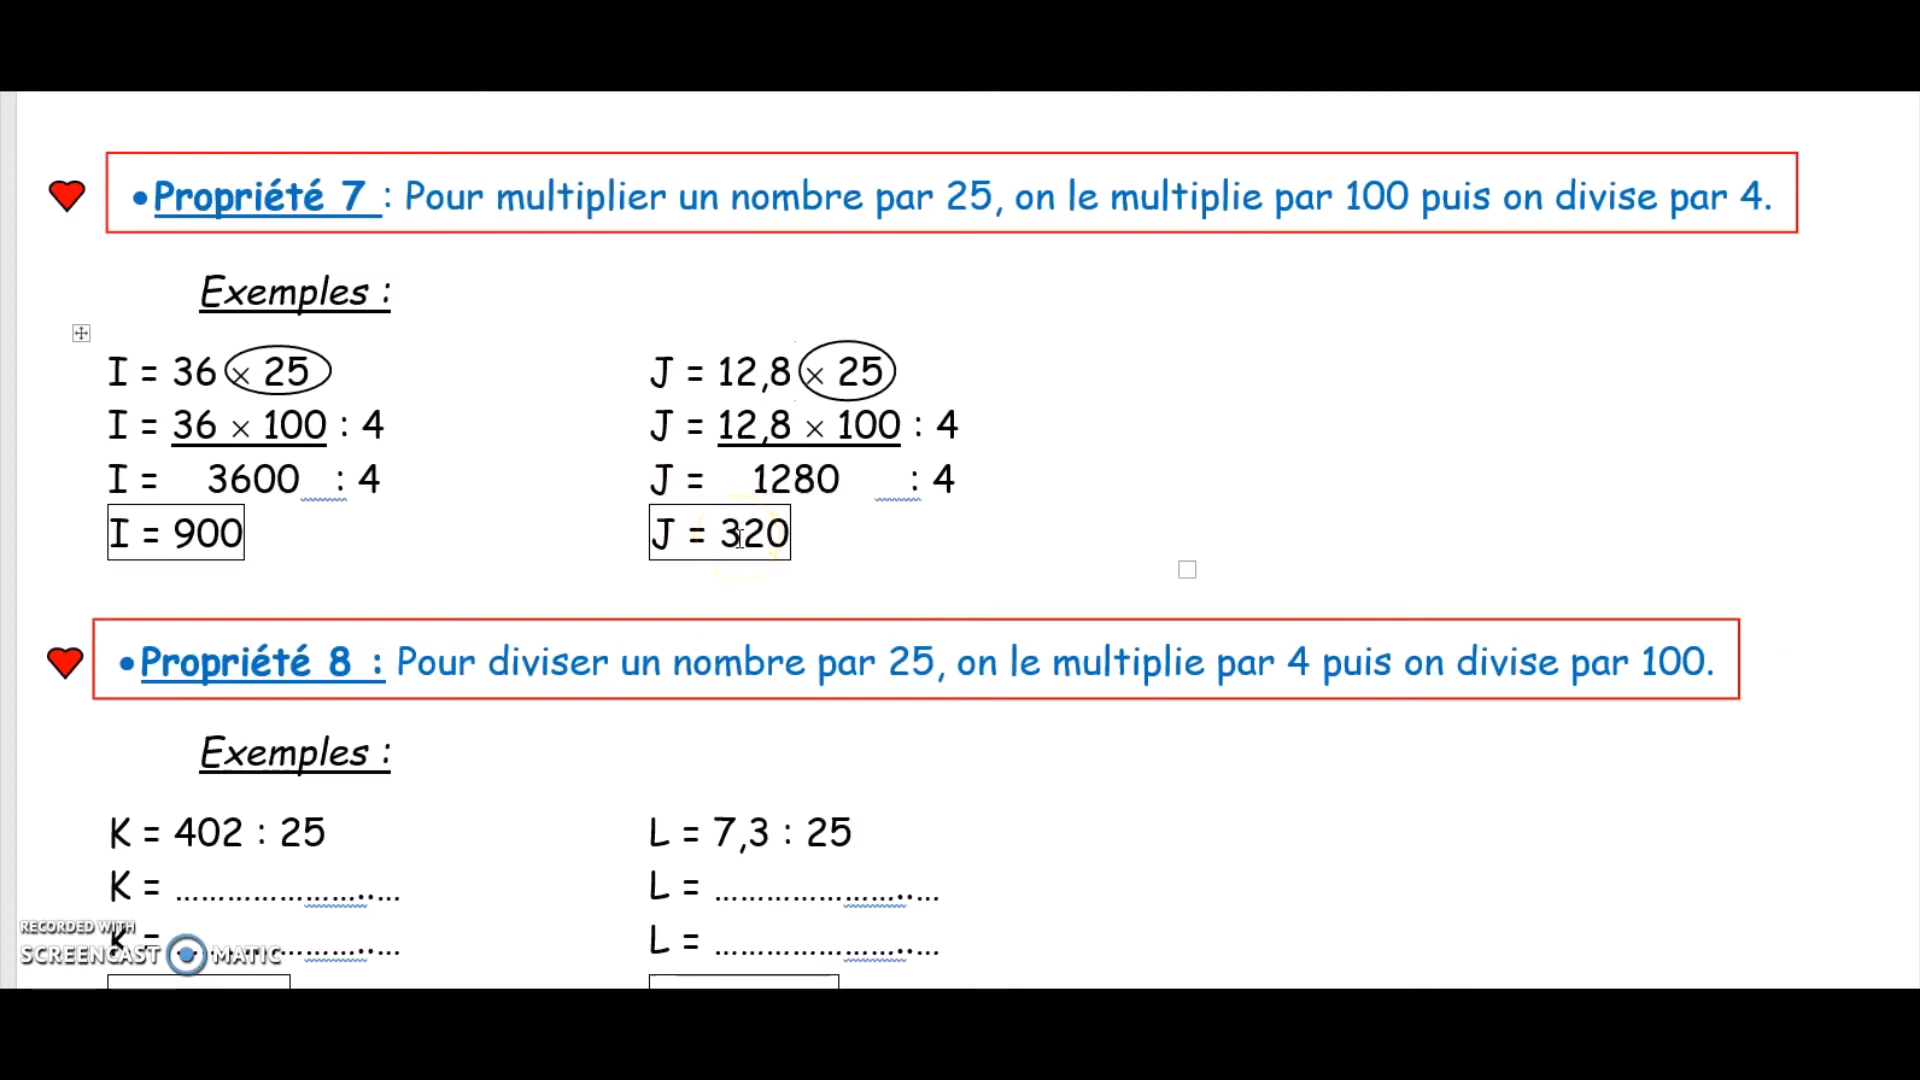 •Propriété 7 : Pour multiplier un nombre par 25, on le multiplie par 100 puis on divise par 4.
Exemples :
I = 36 × 25
I = 36 × 100 : 4
I = 3600 : 4
I = 900
J = 12,8 × 25
J = 12,8 × 100 : 4
J = 1280 : 4
J = 320
•Propriété 8 : Pour diviser un nombre par 25, on le multiplie par 4 puis on divise par 100.
Exemples :
K = 402 : 25
K = ..........................
K = ..........................
L = 7,3 : 25
L = ..........................
L = ..........................
RECORDED WITH
SCREENCAST MATIC